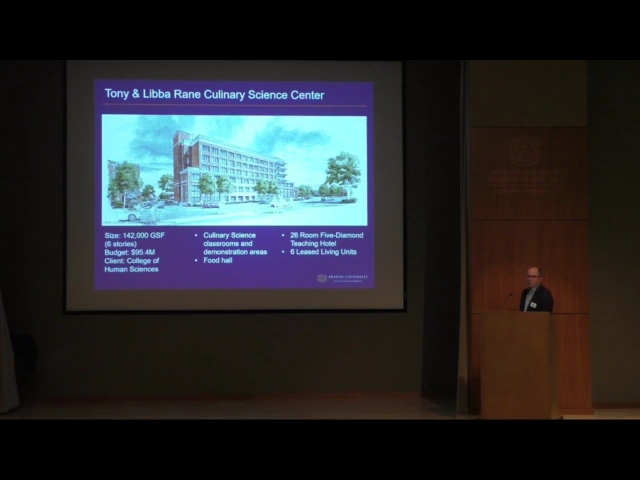 Tony & Libba Rane Culinary Science Center
Size: 142,000 GSF
(6 stories)
Budget: $95.4M
Client: College of
Human Sciences
• Culinary Science
classrooms and
demonstration areas
• Food hall
• 26 Room Five-Diamond
Teaching Hotel
• 6 Leased Living Units
AUBURN UNIVERSITY